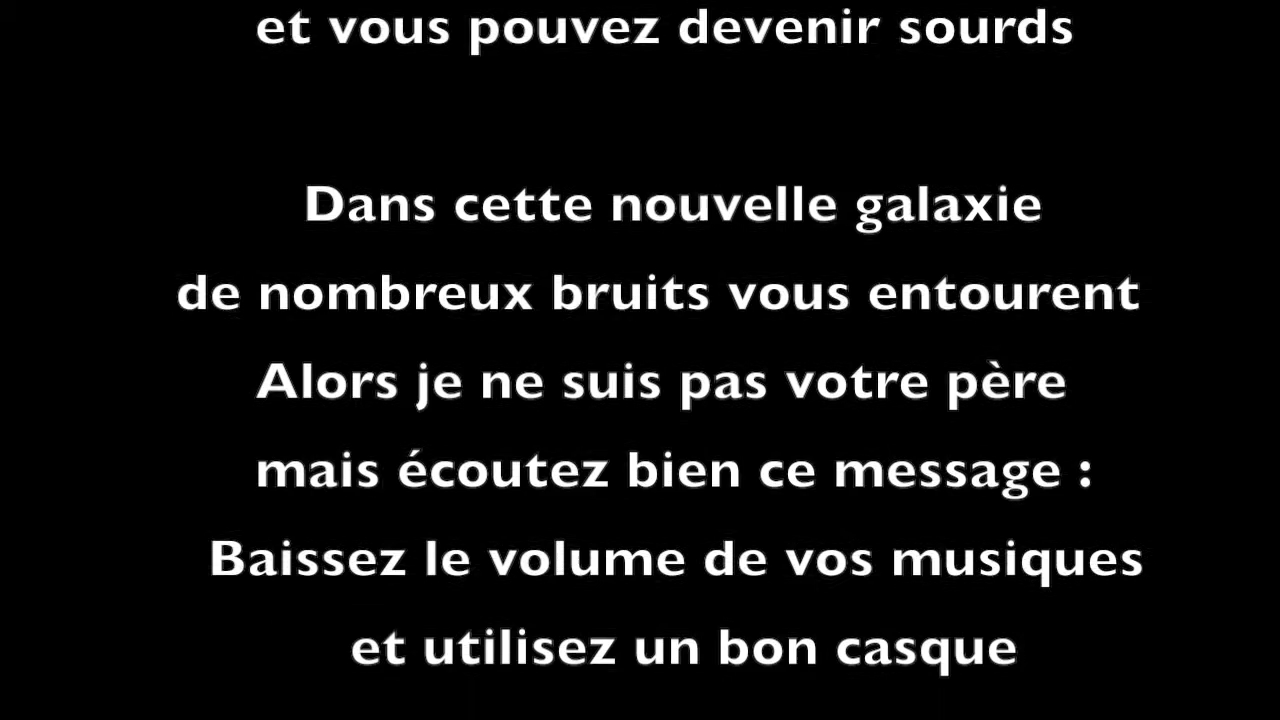 et vous pouvez devenir sourds
Dans cette nouvelle galaxie
de nombreux bruits vous entourent
Alors je ne suis pas votre père
mais écoutez bien ce message :
Baissez le volume de vos musiques
et utilisez un bon casque